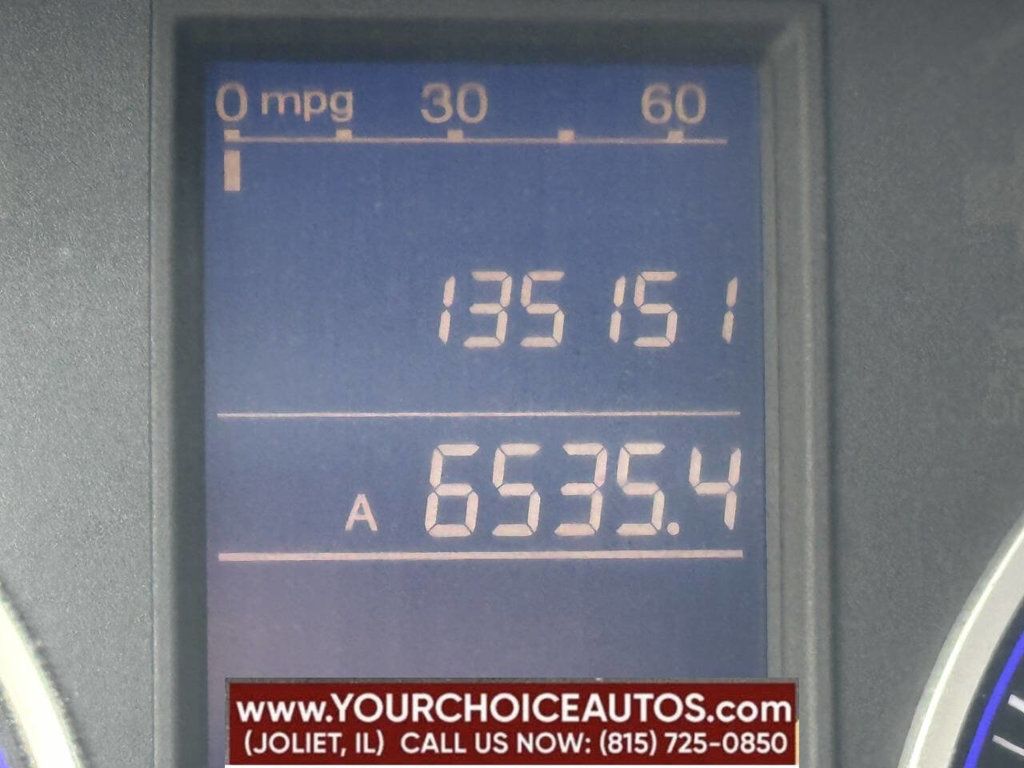 0 mpg 30 60
135151
A 6535.4
www.YOURCHOICEAUTOS.com
(JOLIET, IL) CALL US NOW: (815) 725-0850